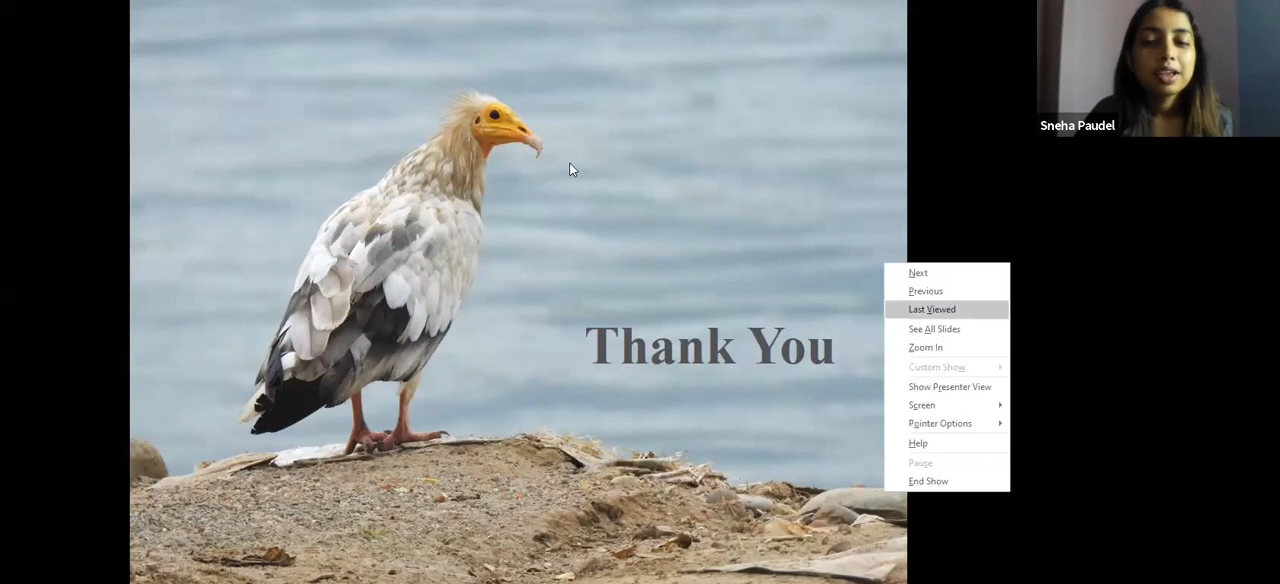 Sneha Paudel
Thank You
Next
Previous
Last Viewed
See All Slides
Zoom In
Custom Show
Show Presenter View
Screen
Pointer Options
Help
Pause
End Show